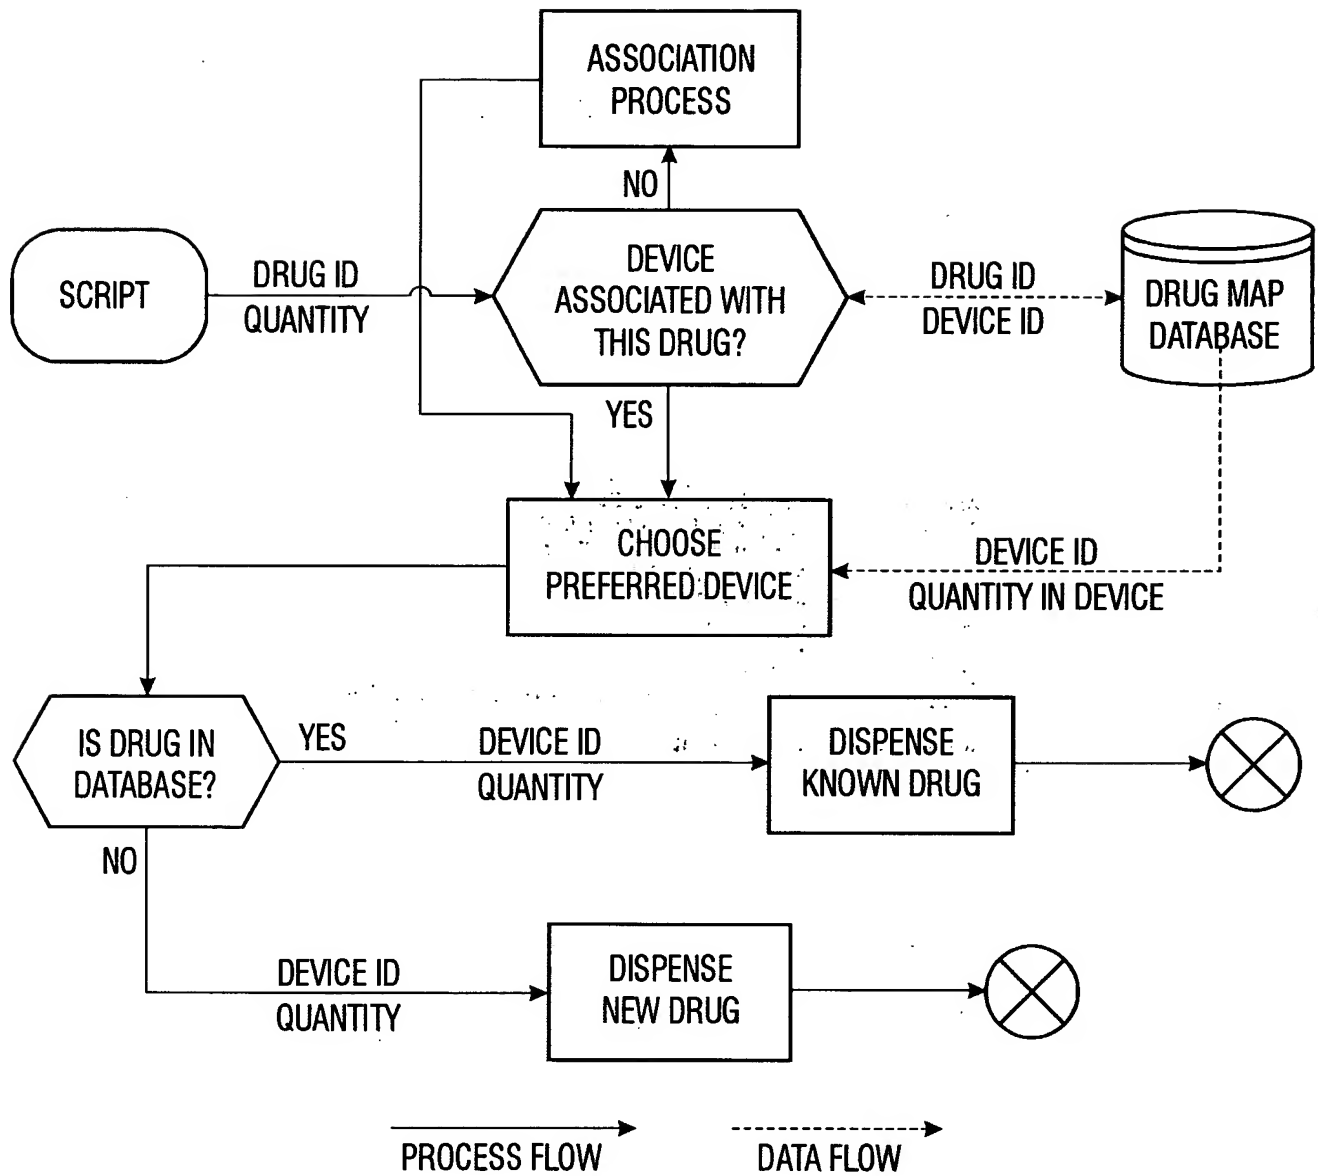 ASSOCIATION
PROCESS
NO
SCRIPT
DRUG ID
QUANTITY
DEVICE
ASSOCIATED WITH
THIS DRUG?
DRUG ID
DEVICE ID
DRUG MAP
DATABASE
YES
CHOOSE
PREFERRED DEVICE
DEVICE ID
QUANTITY IN DEVICE
IS DRUG IN
DATABASE?
YES
DEVICE ID
QUANTITY
DISPENSE
KNOWN DRUG
NO
DEVICE ID
QUANTITY
DISPENSE
NEW DRUG
PROCESS FLOW
DATA FLOW